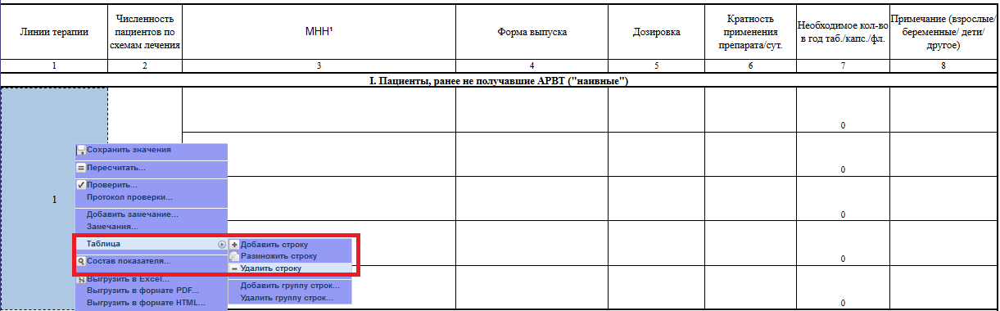 Линии терапии
Численность
пациентов по
схемам лечения
МНН¹
Форма выпуска
Дозировка
Кратность
применения
препарата/сут.
Необходимое кол-во
в год таб./капс./фл.
Примечание (взрослые/
беременные/ дети/
другое)
1 2 3 4 5 6 7 8
I. Пациенты, ранее не получавшие АРВТ ("наивные")
0
0
0
0
0
1
Сохранить значения
Пересчитать...
Проверить...
Протокол проверки...
Добавить замечание...
Замечания...
Таблица
Состав показателя...
Выгрузить в Excel...
Выгрузить в формате PDF...
Выгрузить в формате HTML...
Добавить строку
Размножить строку
Удалить строку
Добавить группу строк...
Удалить группу строк...